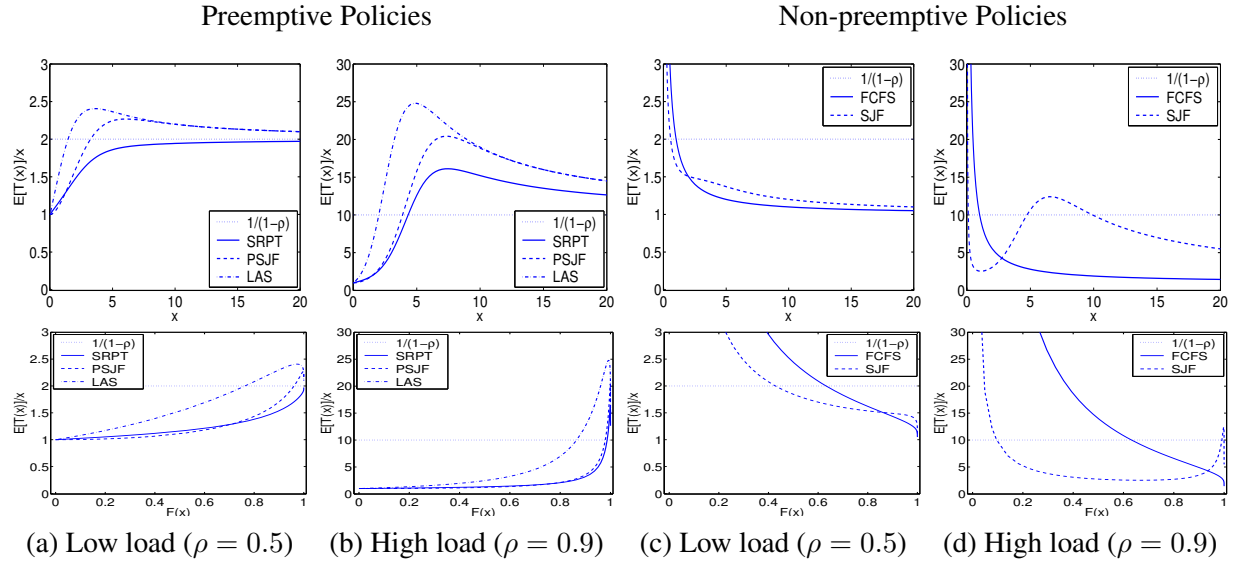 Preemptive Policies
Non-preemptive Policies
3
2.5
2
1.5
1
0.5
0
E[T(x)]/x
0 5 10 15 20
x
1/(1−ρ)
SRPT
PSJF
LAS
30
25
20
15
10
5
0
E[T(x)]/x
0 5 10 15 20
x
1/(1−ρ)
SRPT
PSJF
LAS
3
2.5
2
1.5
1
0.5
0
E[T(x)]/x
0 5 10 15 20
x
1/(1−ρ)
FCFS
SJF
30
25
20
15
10
5
0
E[T(x)]/x
0 5 10 15 20
x
1/(1−ρ)
FCFS
SJF
3
2.5
2
1.5
1
0.5
0
E[T(x)]/x
0 0.2 0.4 0.6 0.8 1
F(x)
1/(1−ρ)
SRPT
PSJF
LAS
30
25
20
15
10
5
0
E[T(x)]/x
0 0.2 0.4 0.6 0.8 1
F(x)
1/(1−ρ)
SRPT
PSJF
LAS
3
2.5
2
1.5
1
0.5
0
E[T(x)]/x
0 0.2 0.4 0.6 0.8 1
F(x)
1/(1−ρ)
FCFS
SJF
30
25
20
15
10
5
0
E[T(x)]/x
0 0.2 0.4 0.6 0.8 1
F(x)
1/(1−ρ)
FCFS
SJF
(a) Low load (ρ = 0.5)
(b) High load (ρ = 0.9)
(c) Low load (ρ = 0.5)
(d) High load (ρ = 0.9)